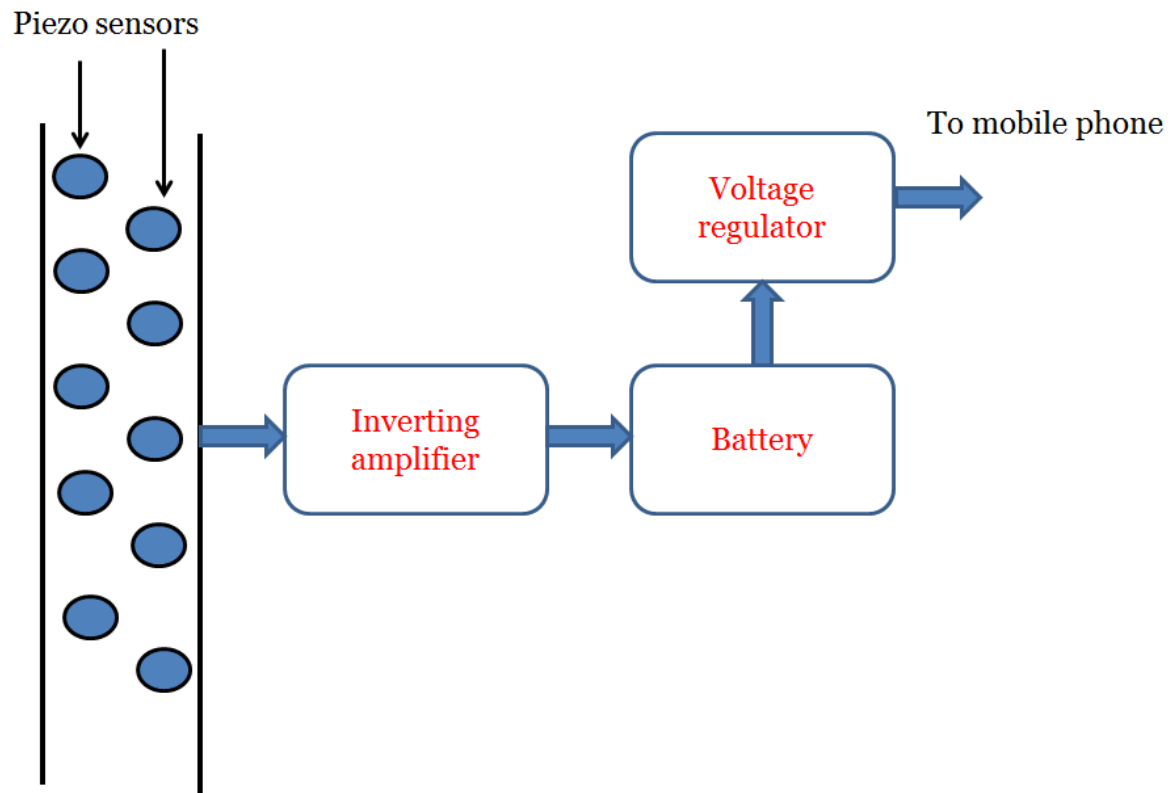 Piezo sensors
To mobile phone
Voltage
regulator
Inverting
amplifier
Battery